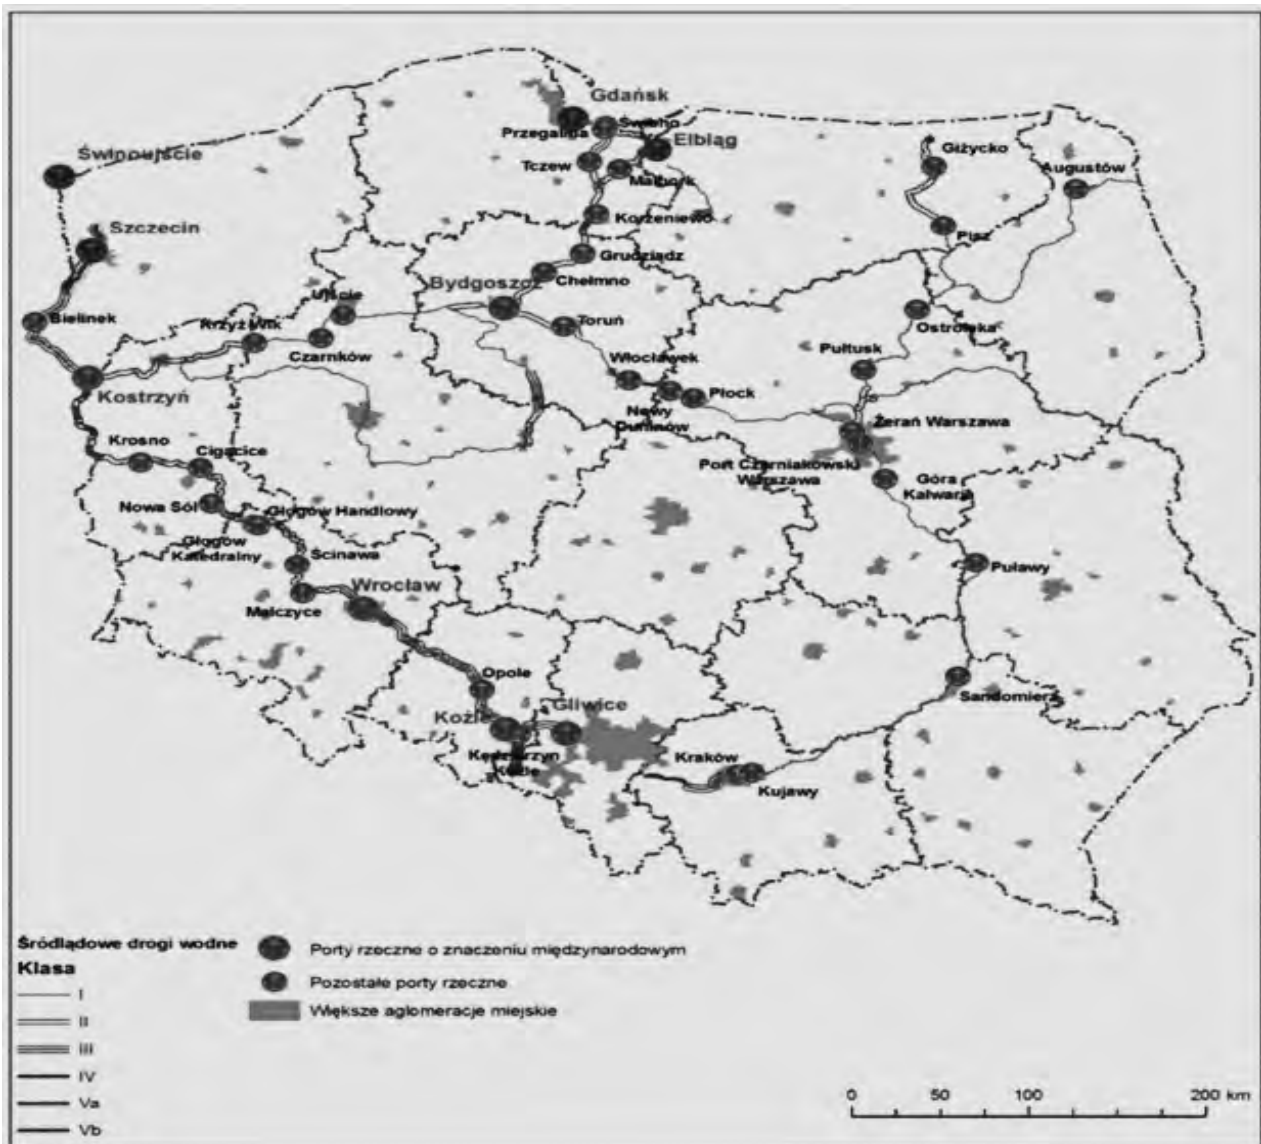 Gdańsk
Świbno
Przegalina
Elbląg
Świnoujście
Tczew
Malbork
Giżycko
Augustów
Szczecin
Korzeniewo
Pisz
Grudziądz
Bydgoszcz
Chełmno
Ujście
Bielinek
Krzyż Wlk
Toruń
Ostrołęka
Czarnków
Pułtusk
Włocławek
Kostrzyń
Płock
Nowy
Duninów
Żerań Warszawa
Krosno
Cigacice
Port Czerniakowski
Warszawa
Góra
Kalwaria
Nowa Sól
Głogów Handlowy
Głogów
Katedralny
Ścinawa
Puławy
Wrocław
Malczyce
Opole
Sandomierz
Koźle
Gliwice
Kędzierzyn
Koźle
Kraków
Kujawy
Śródlądowe drogi wodne
Klasa
I
II
III
IV
Va
Vb
Porty rzeczne o znaczeniu międzynarodowym
Pozostałe porty rzeczne
Większe aglomeracje miejskie
0 50 100 200 km